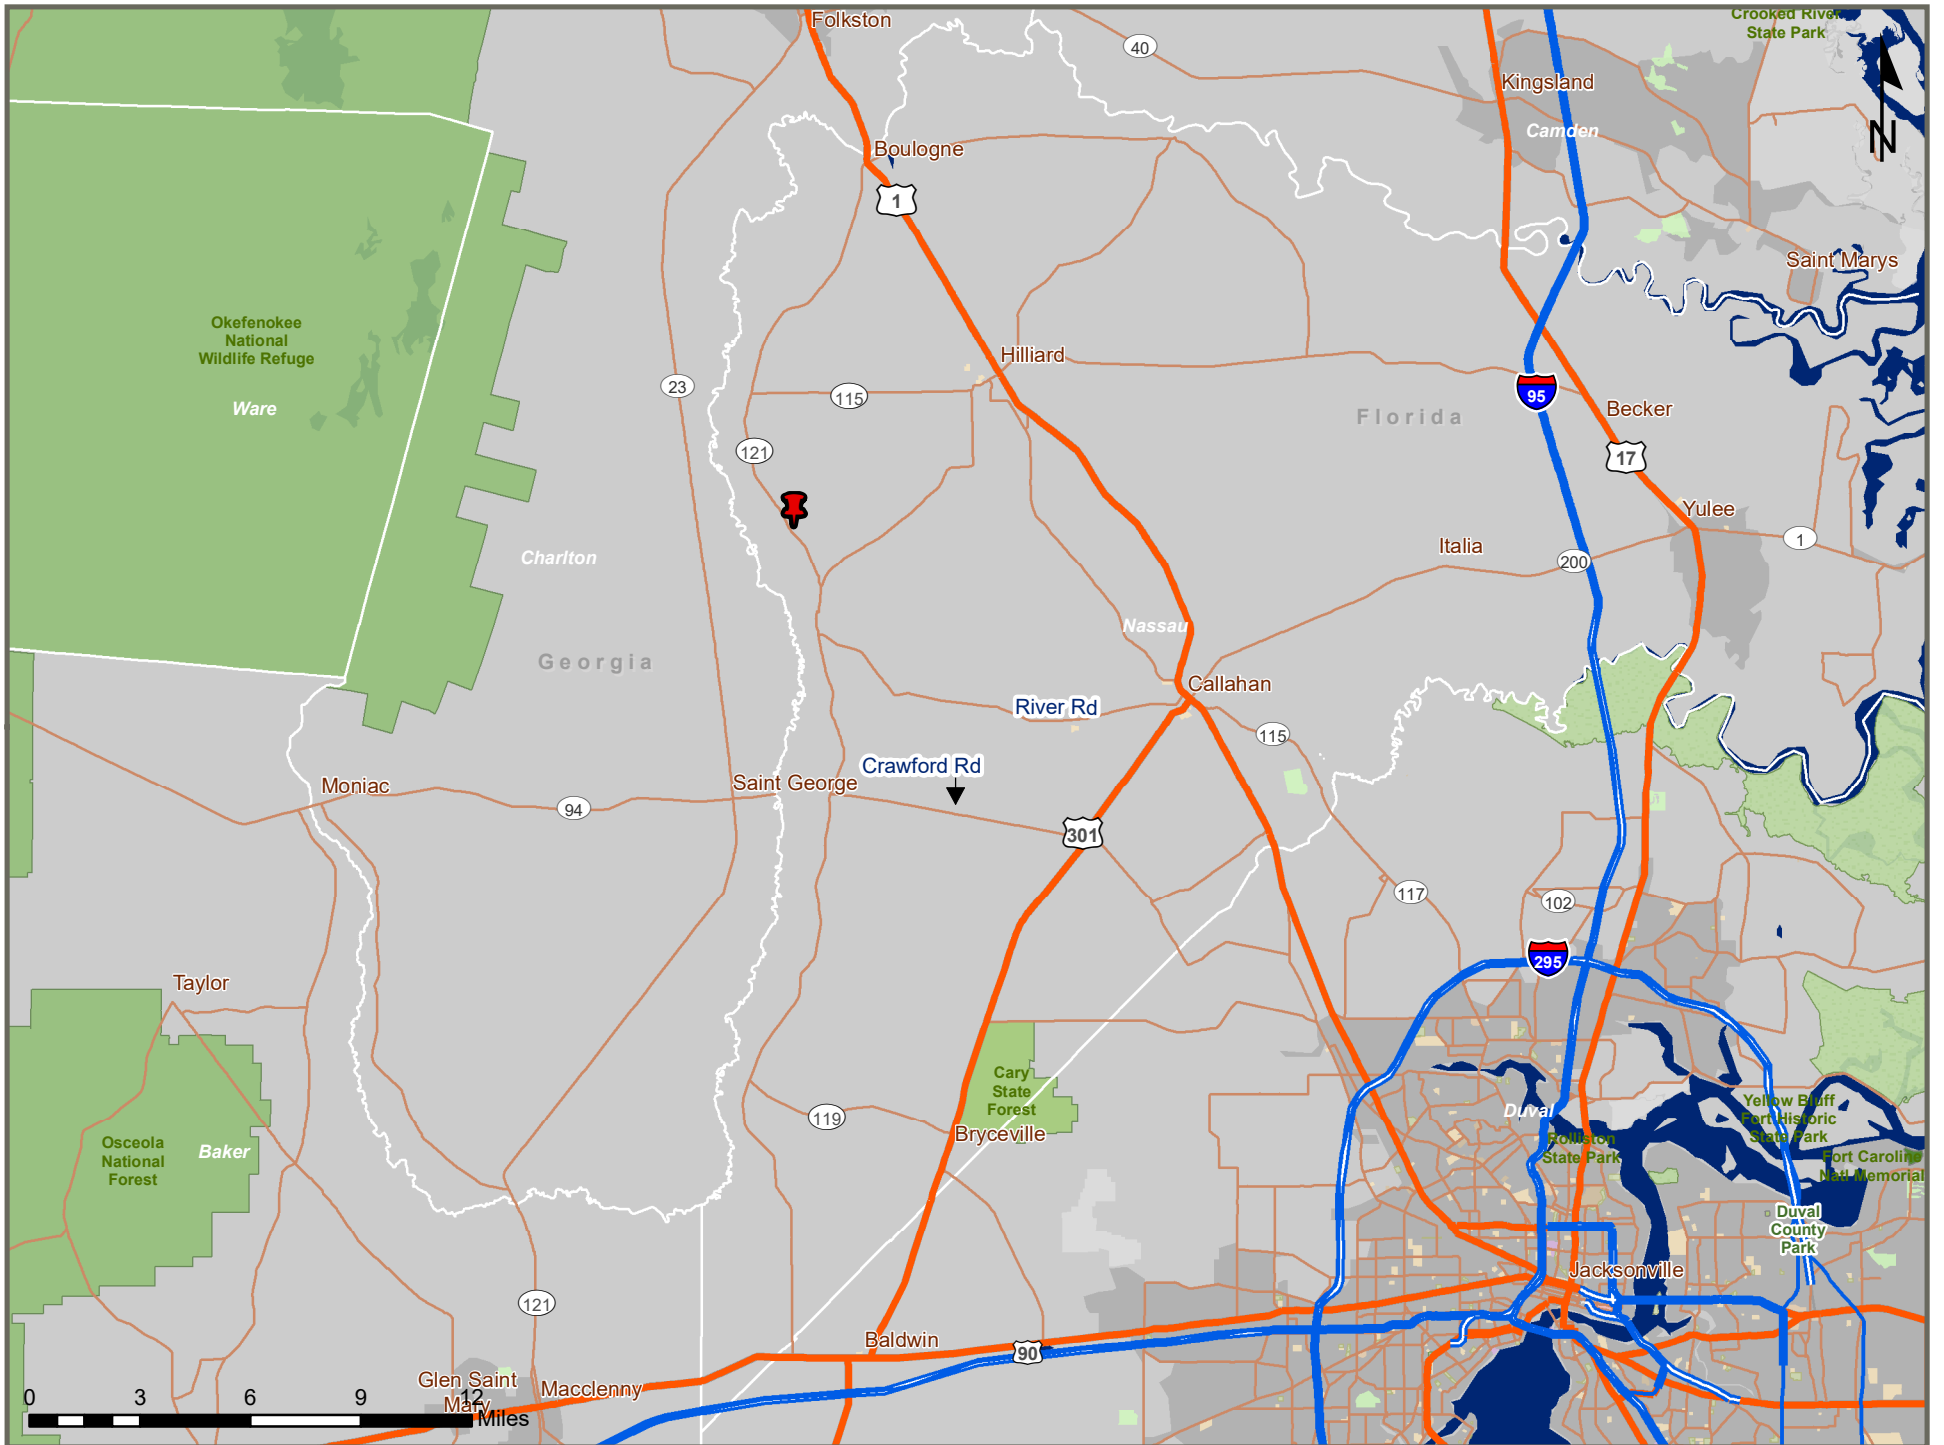 Folkston
Crooked River
State Park
40
Kingsland
Camden
N
Boulogne
1
Saint Marys
Okefenokee
National
Wildlife Refuge
Hilliard
23
115
95
Ware
Florida
Becker
121
17
Yulee
Italia
1
Charlton
200
Nassau
Georgia
Callahan
River Rd
115
Crawford Rd
Saint George
Moniac
94
301
117
102
295
Taylor
Cary
State
Forest
Bryceville
119
Duval
Yellow Bluff
Fort Historic
State Park
Rolliston
State Park
Fort Caroline
Natl Memorial
Osceola
National
Forest
Baker
Duval
County
Park
Jacksonville
121
Baldwin
90
Glen Saint
Mary
Macclenny
0 3 6 9 12
Miles